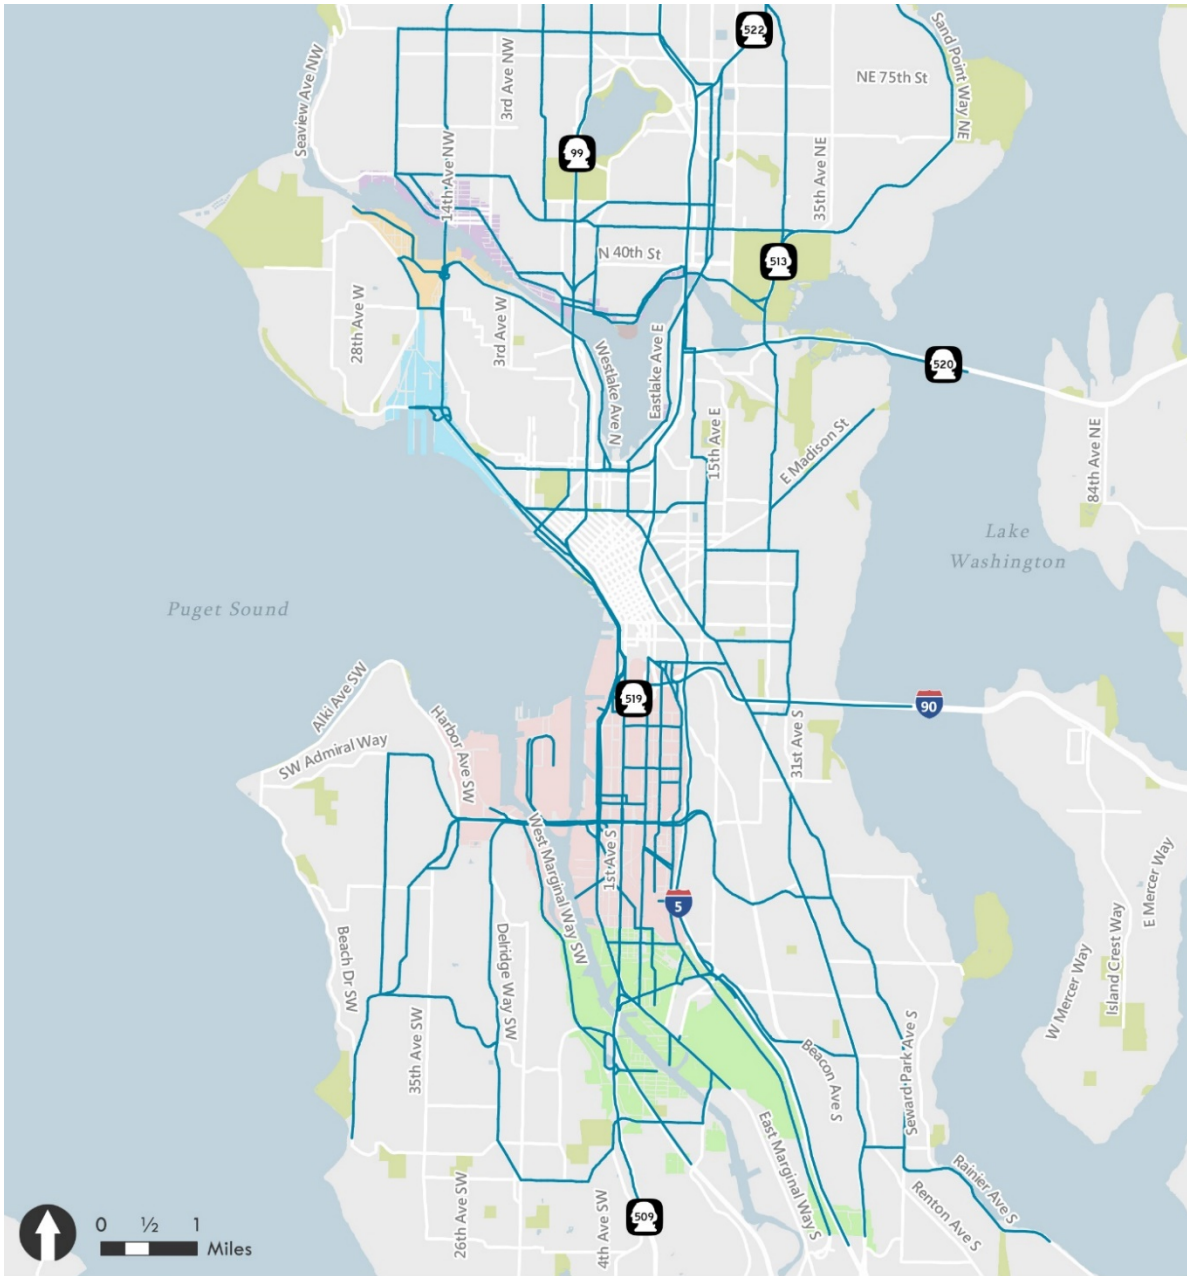 522
Sand Point Way NE
NE 75th St
Seaview Ave NW
3rd Ave NW
99
14th Ave NW
35th Ave NE
N 40th St
513
28th Ave W
3rd Ave W
Westlake Ave N
Eastlake Ave E
520
15th Ave E
E Madison St
84th Ave NE
Lake
Washington
Puget Sound
Alki Ave SW
519
90
Harbor Ave SW
SW Admiral Way
31st Ave S
West Marginal Way SW
1st Ave S
E Mercer Way
5
Beach Dr SW
Delridge Way SW
Island Crest Way
W Mercer Way
35th Ave SW
Beacon Ave S
Seward Park Ave S
East Marginal Way S
Rainier Ave S
Renton Ave S
26th Ave SW
4th Ave SW
509
0 ½ 1
Miles